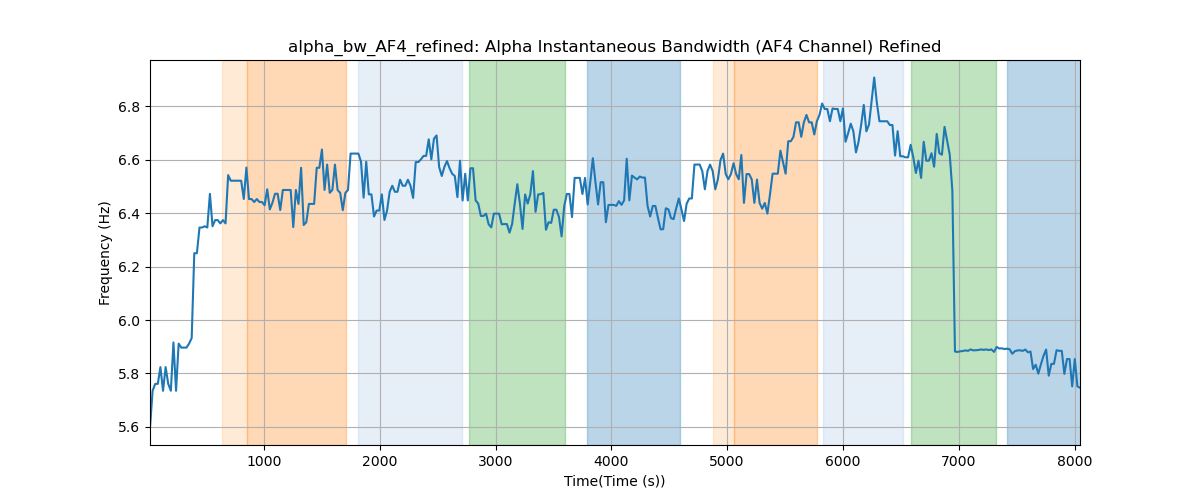 alpha_bw_AF4_refined: Alpha Instantaneous Bandwidth (AF4 Channel) Refined
6.8
6.6
6.4
6.2
6.0
5.8
5.6
Frequency (Hz)
1000 2000 3000 4000 5000 6000 7000 8000
Time(Time (s))